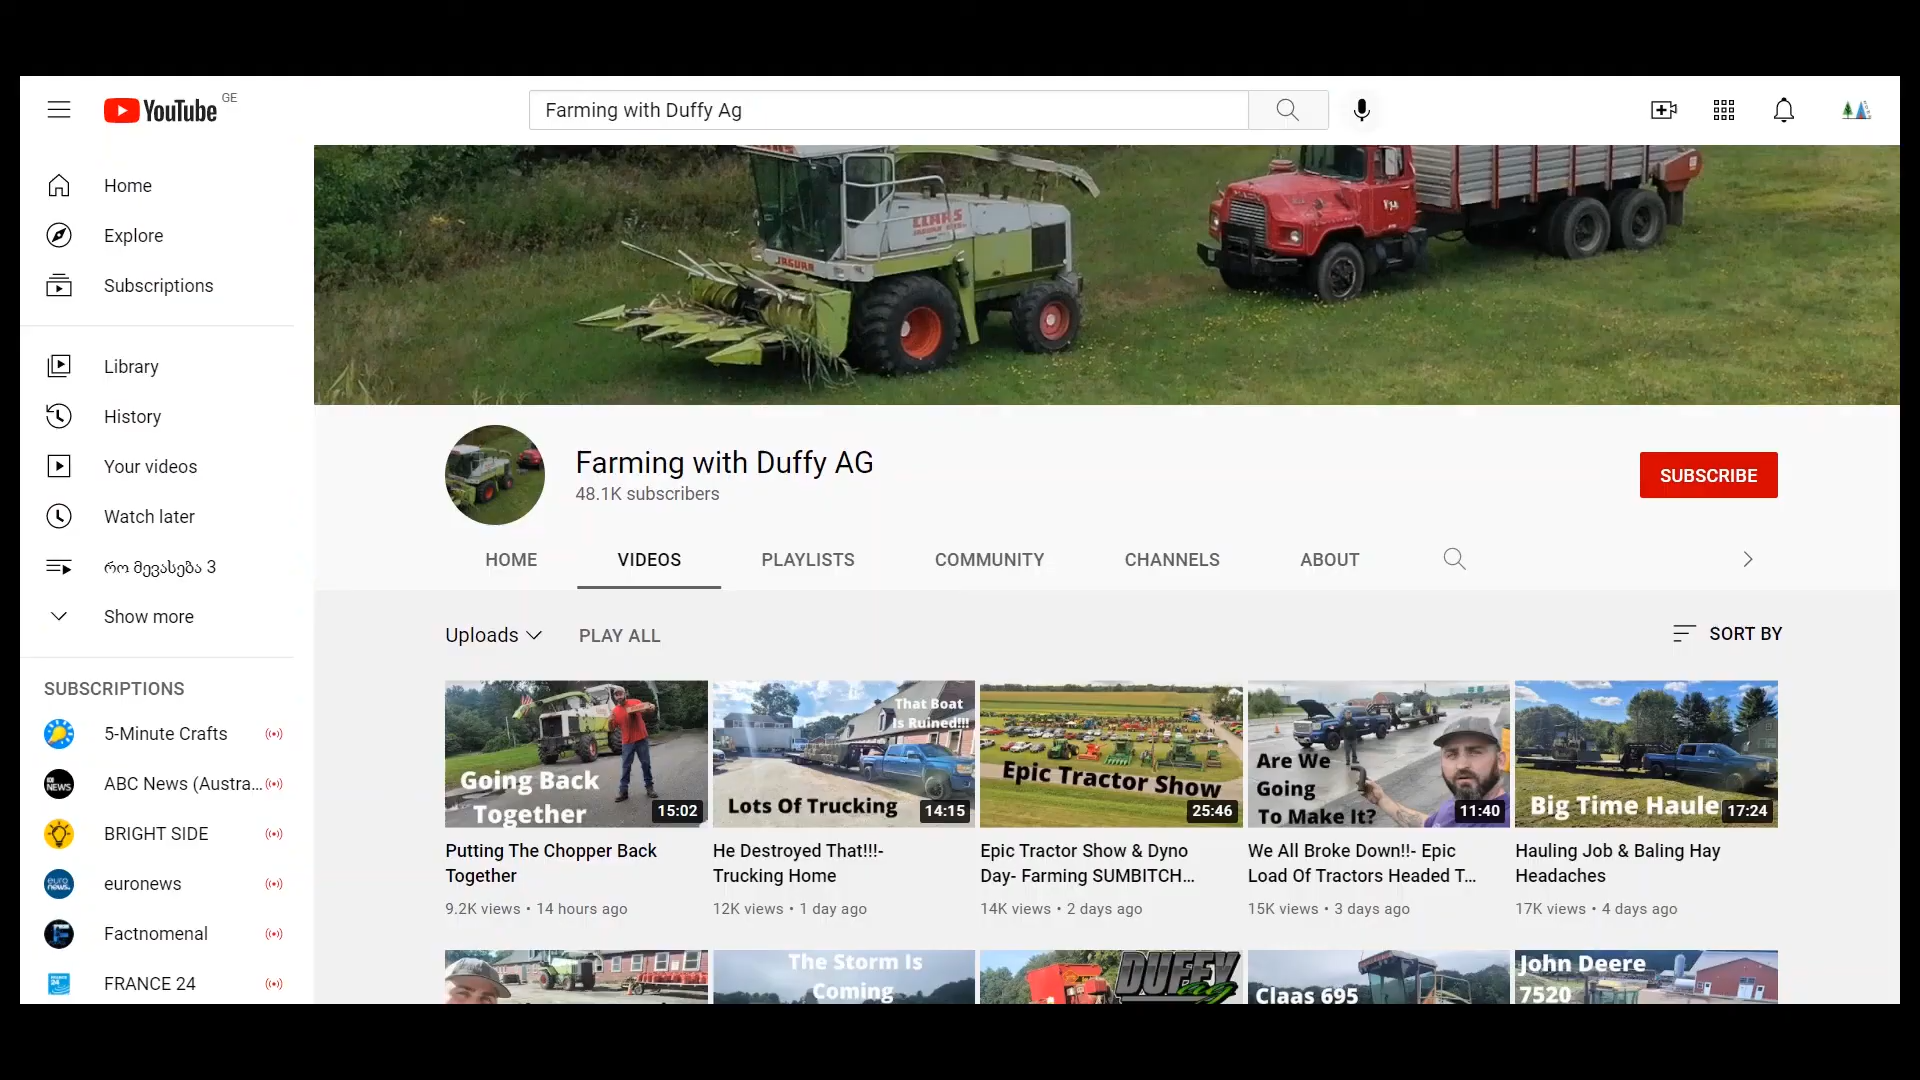 YouTube GE
Farming with Duffy Ag
Home
Explore
Subscriptions
Library
History
Your videos
Watch later
რო მევასება 3
Show more
SUBSCRIPTIONS
5-Minute Crafts
ABC News (Austra...
BRIGHT SIDE
euronews
Factnomenal
FRANCE 24
CLAAS
JAGUAR
Farming with Duffy AG
48.1K subscribers
SUBSCRIBE
HOME VIDEOS PLAYLISTS COMMUNITY CHANNELS ABOUT
Uploads PLAY ALL
SORT BY
Going Back
Together
15:02
Putting The Chopper Back
Together
9.2K views • 14 hours ago
That Boat
Is Ruined!!!
Lots Of Trucking
14:15
He Destroyed That!!!-
Trucking Home
12K views • 1 day ago
Epic Tractor Show
25:46
Epic Tractor Show & Dyno
Day- Farming SUMBITCH...
14K views • 2 days ago
Are We
Going
To Make It?
11:40
We All Broke Down!!- Epic
Load Of Tractors Headed T...
15K views • 3 days ago
Big Time Haule
17:24
Hauling Job & Baling Hay
Headaches
17K views • 4 days ago
The Storm Is
Coming
DUFFY
ag
Claas 695
John Deere
7520